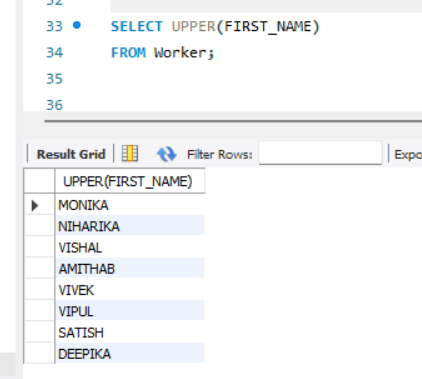 32
33 SELECT UPPER(FIRST_NAME)
34 FROM Worker;
35
36
Result Grid Filter Rows: Expo
UPPER(FIRST_NAME)
MONIKA
NIHARIKA
VISHAL
AMITHAB
VIVEK
VIPUL
SATISH
DEEPIKA